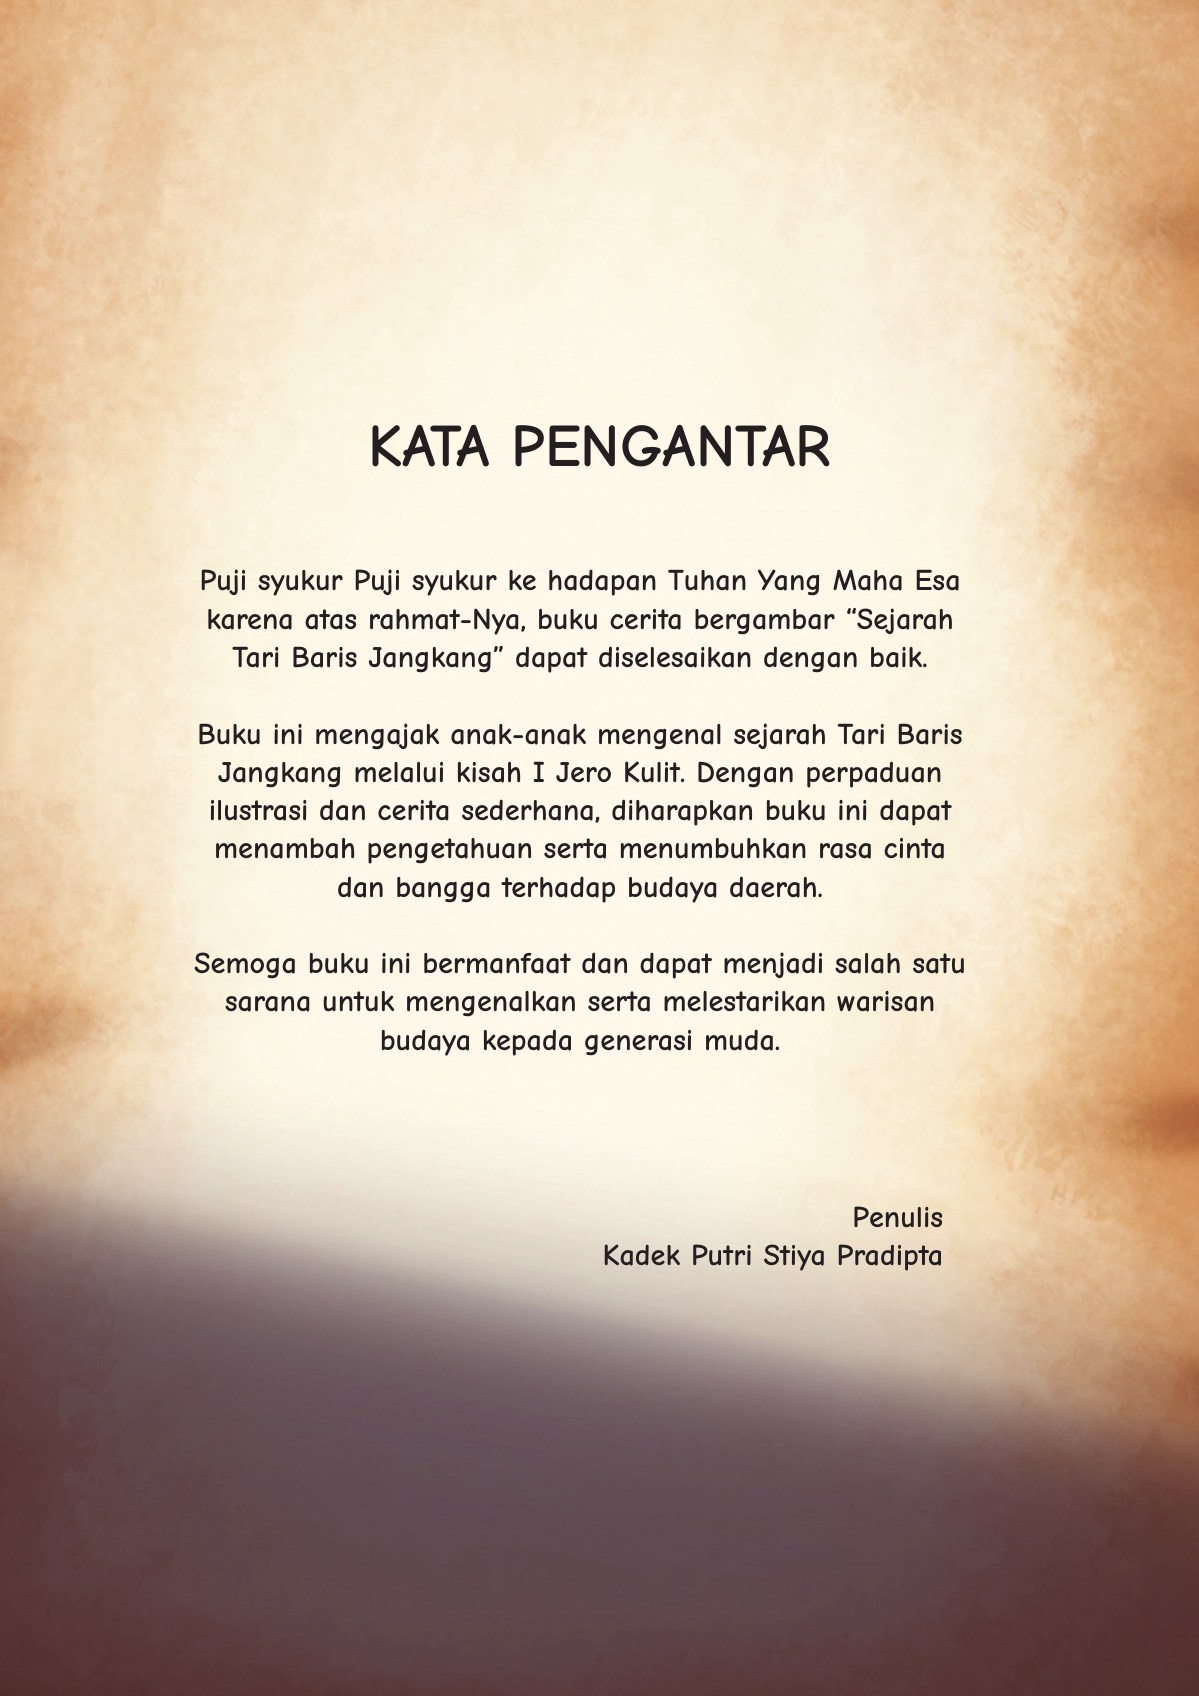 KATA PENGANTAR
Puji syukur Puji syukur ke hadapan Tuhan Yang Maha Esa
karena atas rahmat-Nya, buku cerita bergambar “Sejarah
Tari Baris Jangkang” dapat diselesaikan dengan baik.
Buku ini mengajak anak-anak mengenal sejarah Tari Baris
Jangkang melalui kisah I Jero Kulit. Dengan perpaduan
ilustrasi dan cerita sederhana, diharapkan buku ini dapat
menambah pengetahuan serta menumbuhkan rasa cinta
dan bangga terhadap budaya daerah.
Semoga buku ini bermanfaat dan dapat menjadi salah satu
sarana untuk mengenalkan serta melestarikan warisan
budaya kepada generasi muda.
Penulis
Kadek Putri Stiya Pradipta